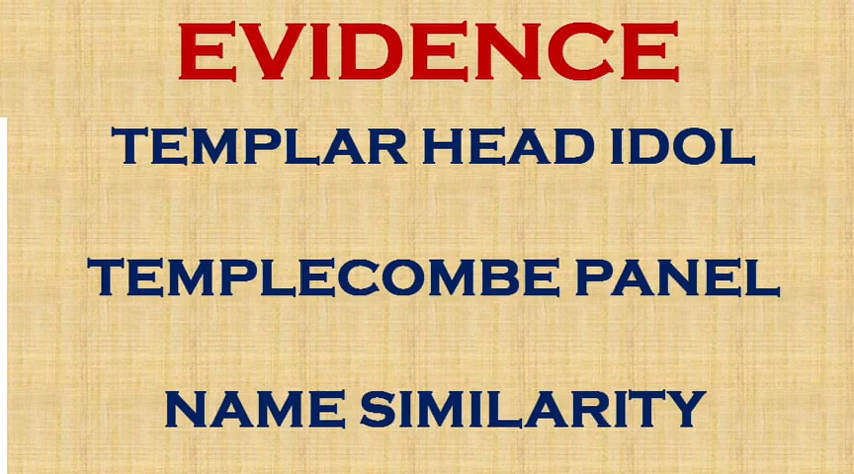 EVIDENCE
TEMPLAR HEAD IDOL
TEMPLECOMBE PANEL
NAME SIMILARITY